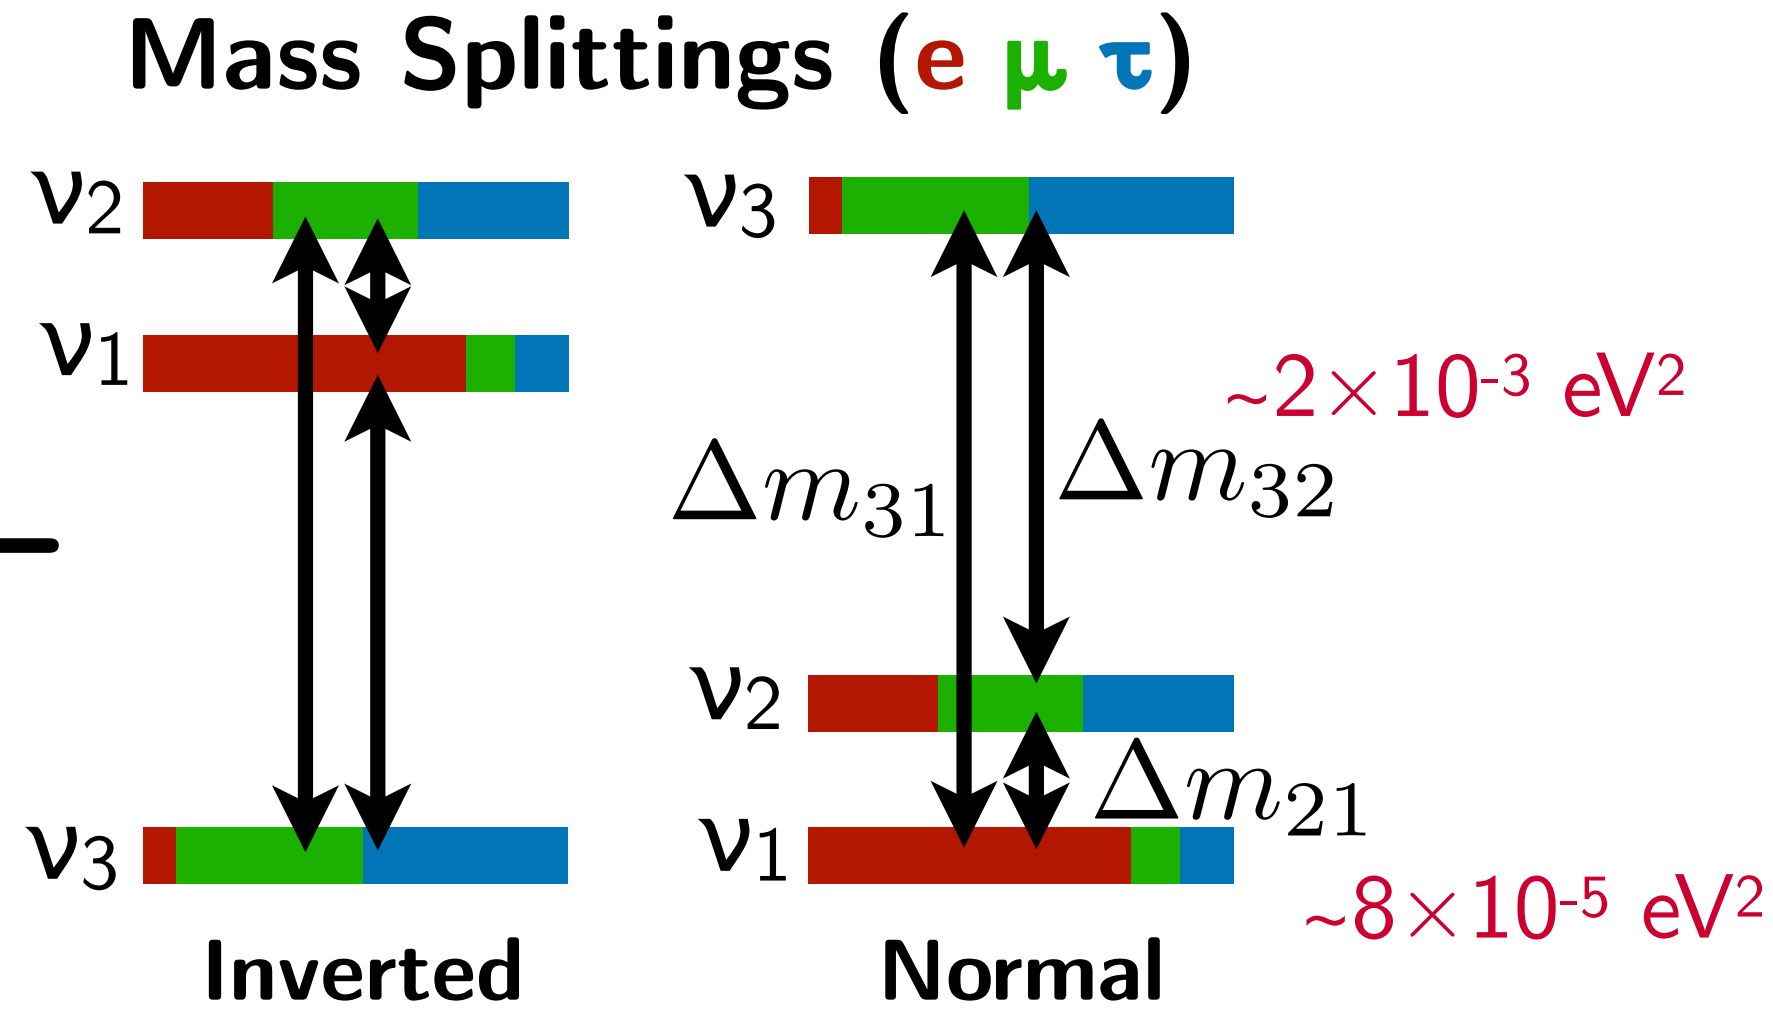 Mass Splittings (e μ τ)
ν2
ν1
ν3
Inverted
ν3
~2×10-3 eV2
Δm31
Δm32
ν2
Δm21
ν1
~8×10-5 eV2
Normal